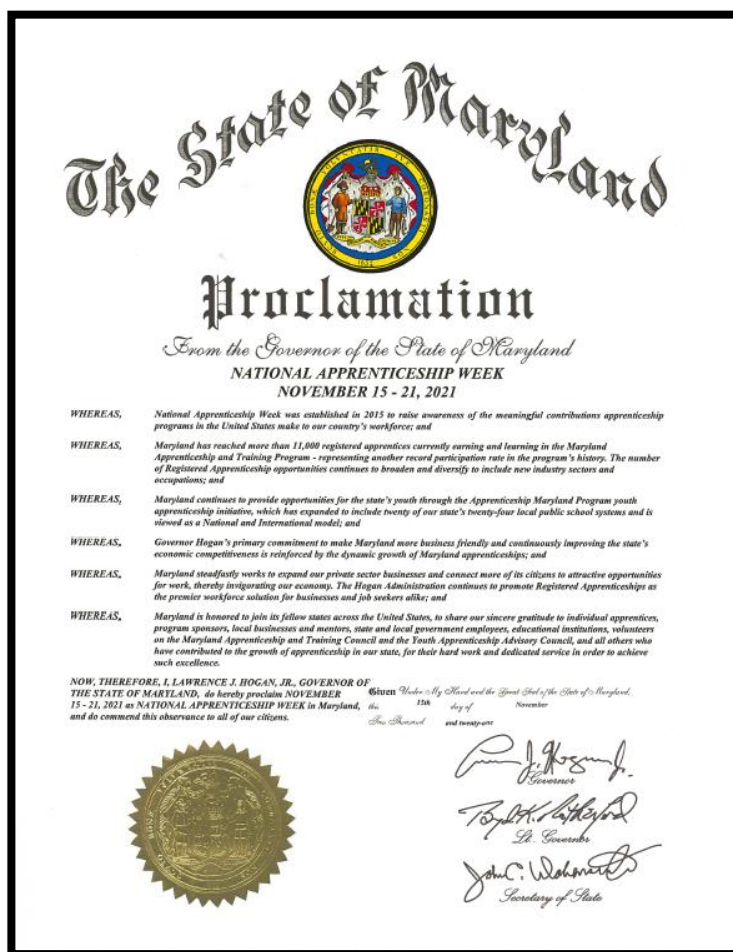 The State of Maryland
Proclamation
From the Governor of the State of Maryland
NATIONAL APPRENTICESHIP WEEK
NOVEMBER 15 - 21, 2021
WHEREAS, National Apprenticeship Week was established in 2015 to raise awareness of the meaningful contributions apprenticeship
programs in the United States make to our country's workforce; and
WHEREAS, Maryland has reached more than 11,000 registered apprentices currently earning and learning in the Maryland
Apprenticeship and Training Program - representing another record participation rate in the program's history. The number
of Registered Apprenticeship opportunities continues to broaden and diversify to include new industry sectors and
occupations; and
WHEREAS, Maryland continues to provide opportunities for the state's youth through the Apprenticeship Maryland Program youth
apprenticeship initiative, which has expanded to include twenty of our state's twenty-four local public school systems and is
viewed as a National and International model; and
WHEREAS, Governor Hogan's primary commitment to make Maryland more business friendly and continuously improving the state's
economic competitiveness is reinforced by the dynamic growth of Maryland apprenticeships; and
WHEREAS, Maryland steadfastly works to expand our private sector businesses and connect more of its citizens to attractive opportunities
for work, thereby invigorating our economy. The Hogan Administration continues to promote Registered Apprenticeships as
the premier workforce solution for businesses and job seekers alike; and
WHEREAS, Maryland is honored to join its fellow states across the United States, to share our sincere gratitude to individual apprentices,
program sponsors, local businesses and mentors, state and local government employees, educational institutions, volunteers
on the Maryland Apprenticeship and Training Council and the Youth Apprenticeship Advisory Council, and all others who
have contributed to the growth of apprenticeship in our state, for their hard work and dedicated service in order to achieve
such excellence.
NOW, THEREFORE, I, LAWRENCE J. HOGAN, JR., GOVERNOR OF
THE STATE OF MARYLAND, do hereby proclaim NOVEMBER
15 - 21, 2021 as NATIONAL APPRENTICESHIP WEEK in Maryland,
and do commend this observance to all of our citizens.
Given Under My Hand and the Great Seal of the State of Maryland,
this 15th day of November
Two Thousand and twenty-one
Governor
Lt. Governor
Secretary of State